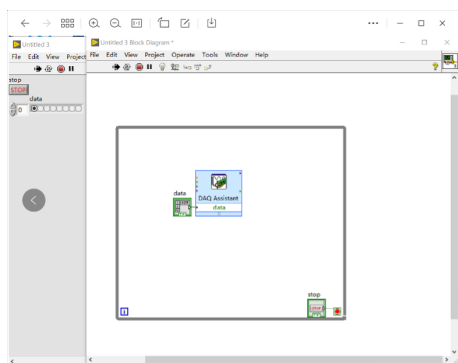 Untitled 3
File Edit View Project
stop
STOP
data
0
Untitled 3 Block Diagram *
File Edit View Project Operate Tools Window Help
data
DAQ Assistant
data
stop
i